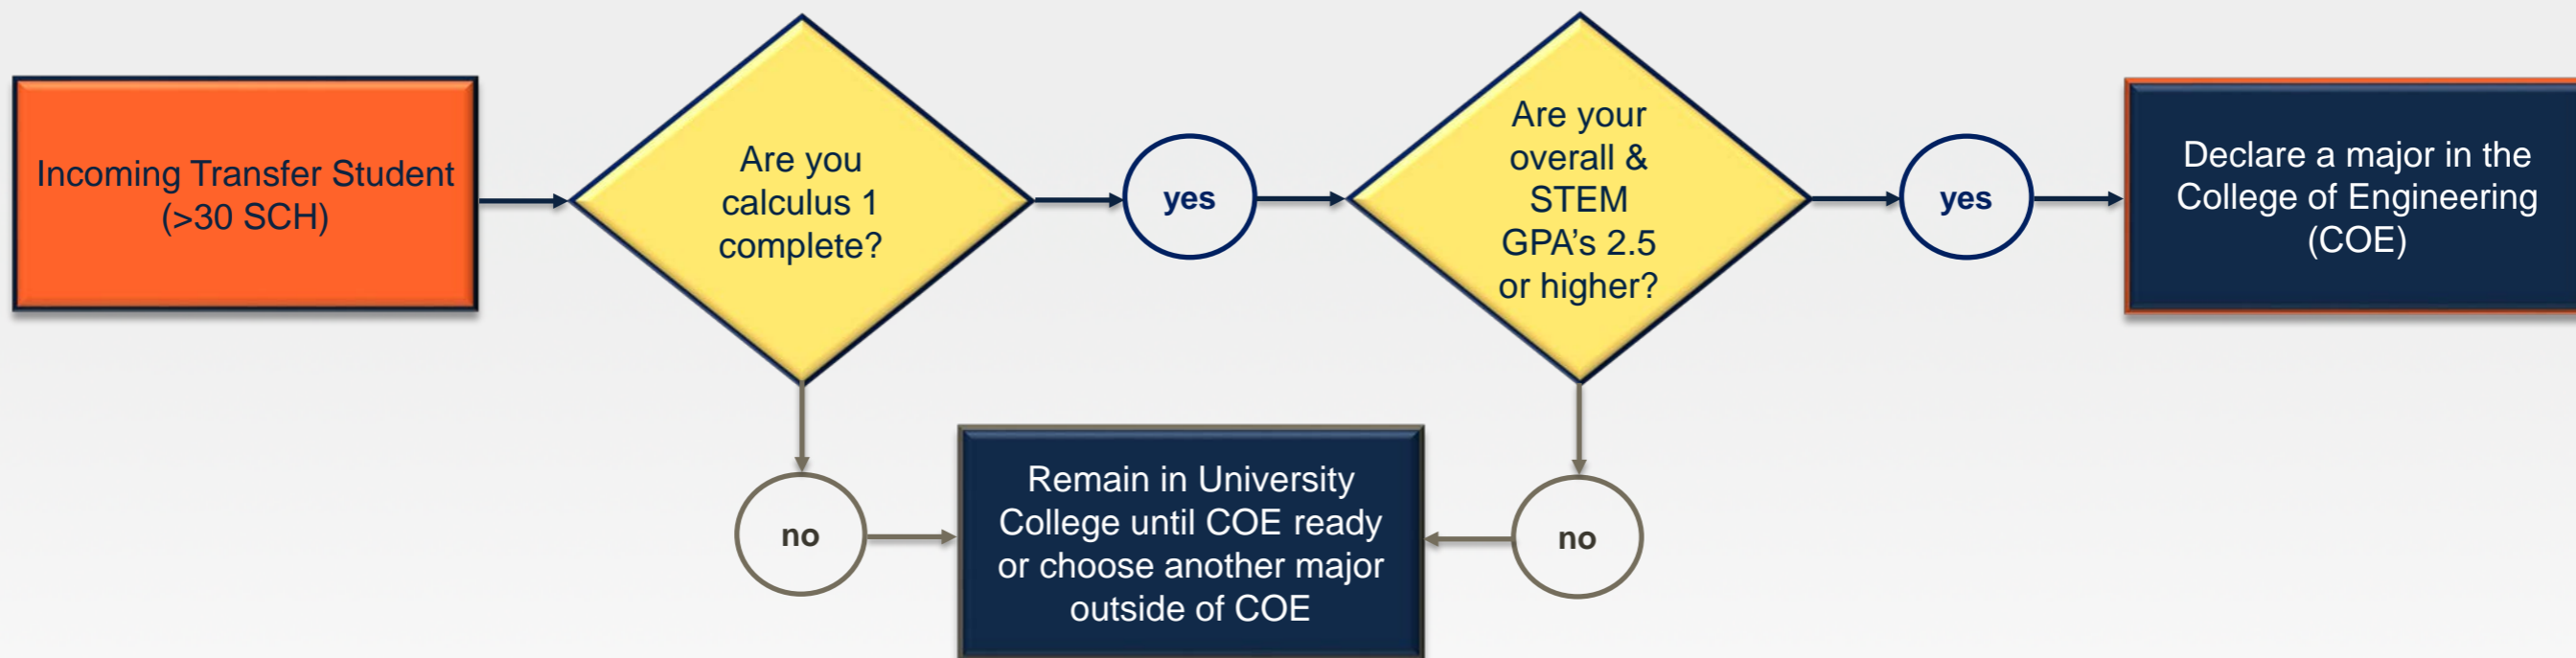 Incoming Transfer Student
(>30 SCH)
Are you
calculus 1
complete?
yes
Are your
overall &
STEM
GPA’s 2.5
or higher?
yes
Declare a major in the
College of Engineering
(COE)
no
Remain in University
College until COE ready
or choose another major
outside of COE
no